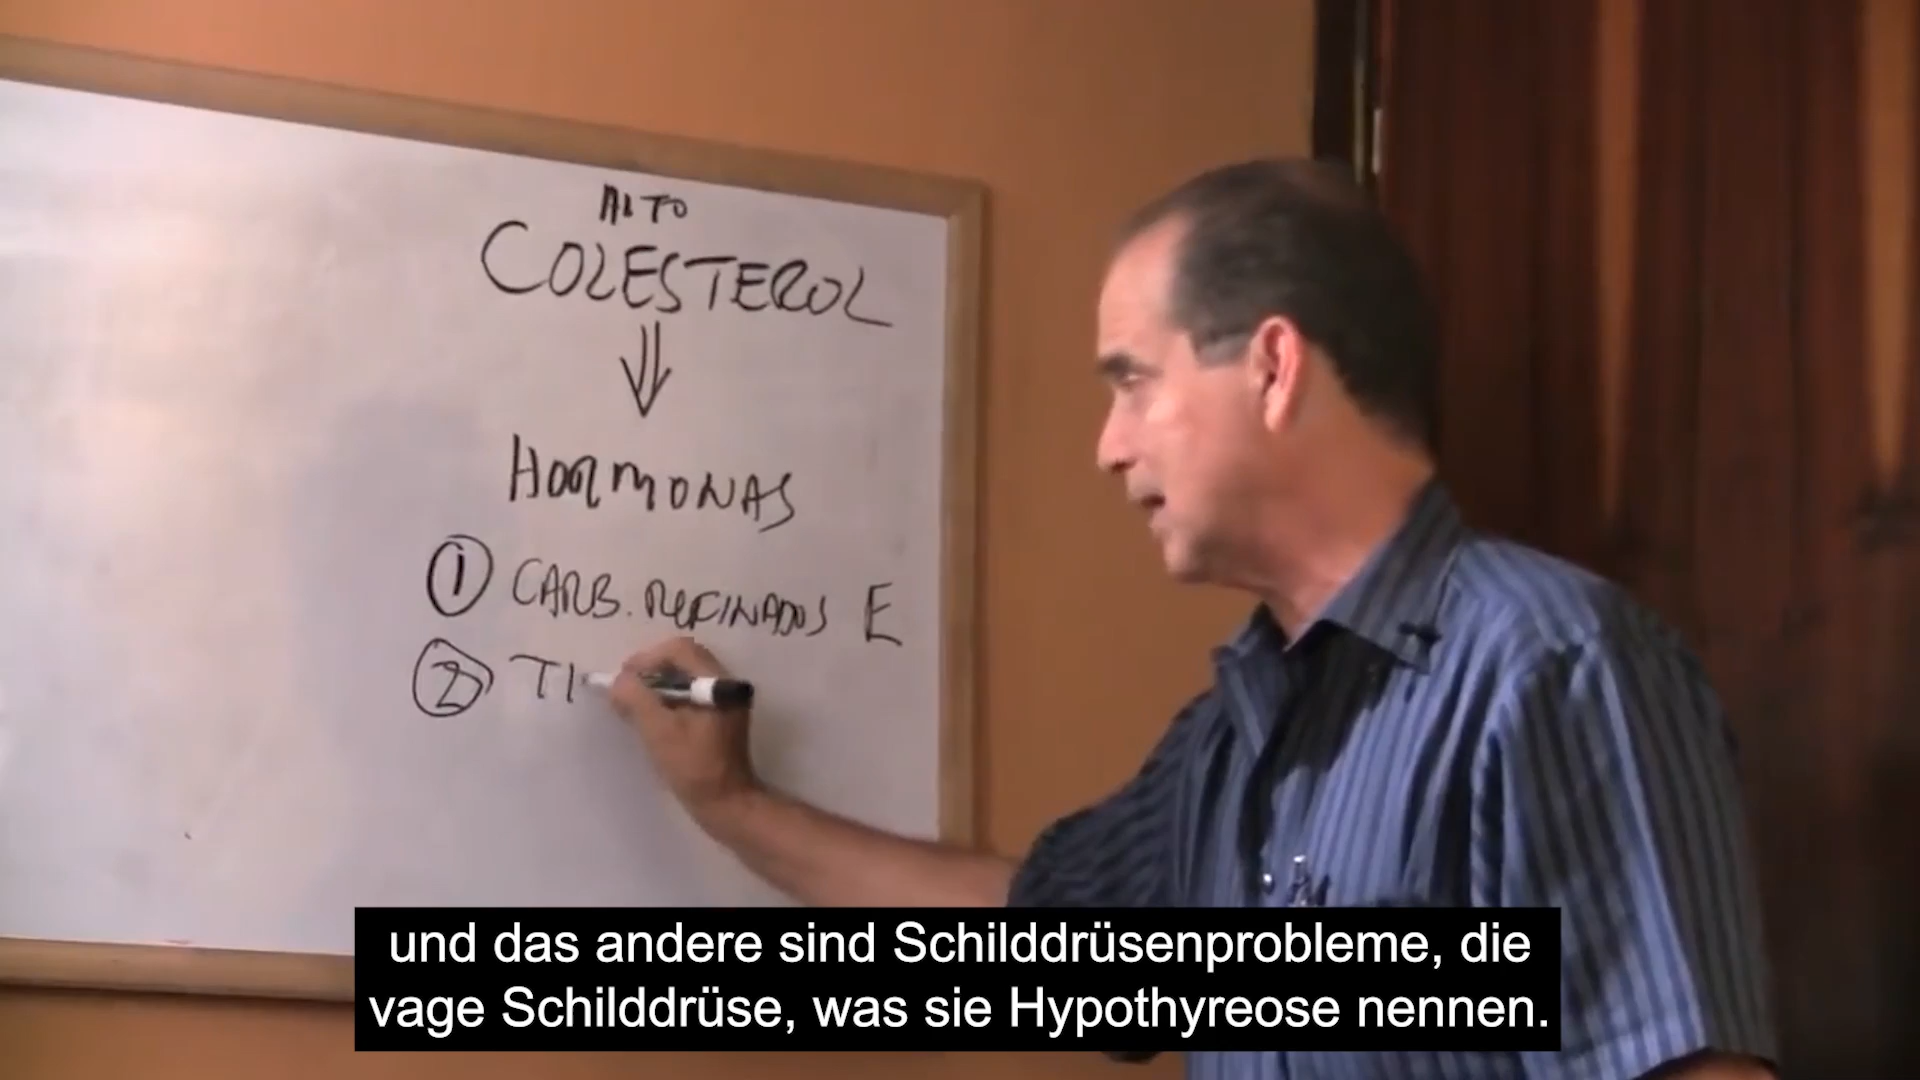 ALTO
COLESTEROL
HORMONAS
1 CARB. REFINADOS E
2 TI
und das andere sind Schilddrüsenprobleme, die
vage Schilddrüse, was sie Hypothyreose nennen.